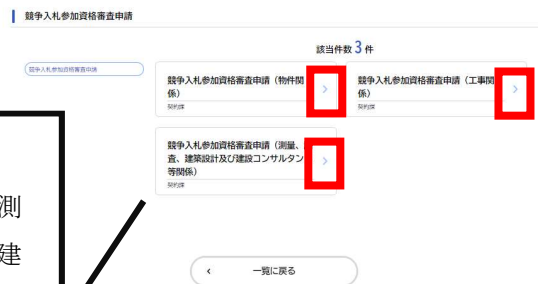 競争入札参加資格審査申請
該当件数 3 件
競争入札参加資格審査申請
競争入札参加資格審査申請（物件関
係）
契約課
競争入札参加資格審査申請（工事関
係）
契約課
競争入札参加資格審査申請（測量、
査、建築設計及び建設コンサルタン
等関係）
契約課
測
建
一覧に戻る